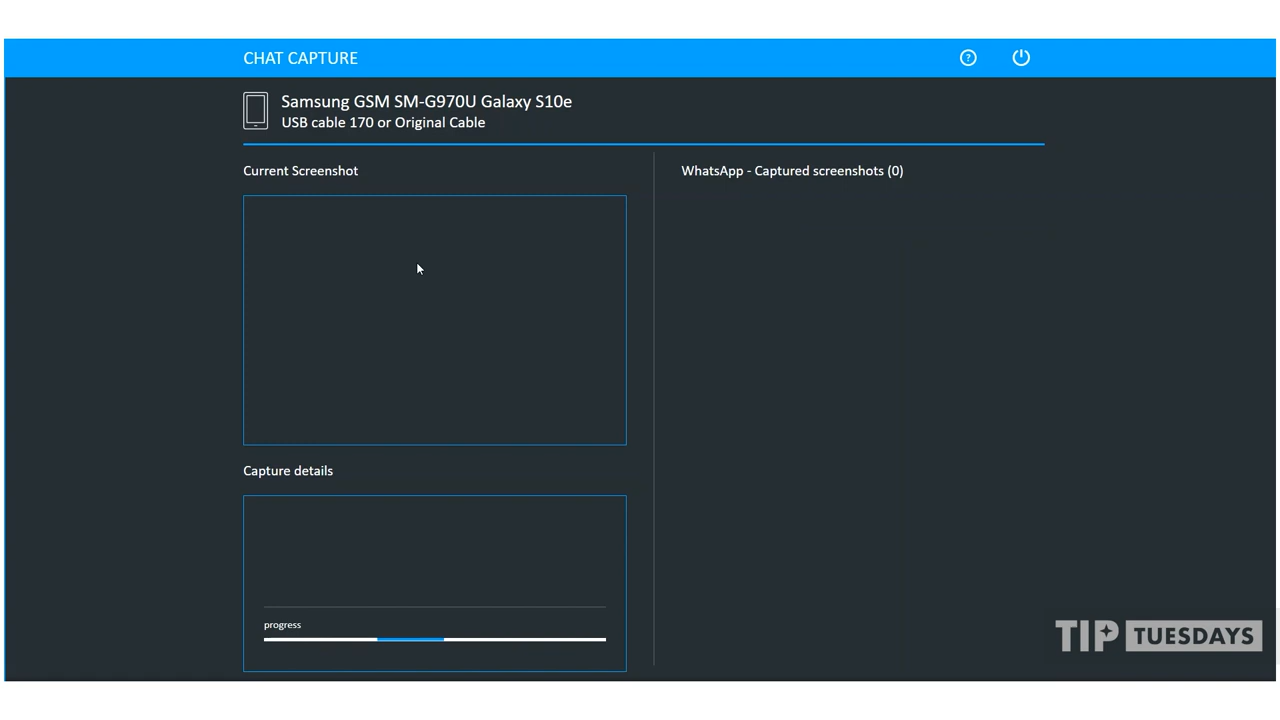 CHAT CAPTURE
Samsung GSM SM-G970U Galaxy S10e
USB cable 170 or Original Cable
Current Screenshot
WhatsApp - Captured screenshots (0)
Capture details
progress
TIP TUESDAYS